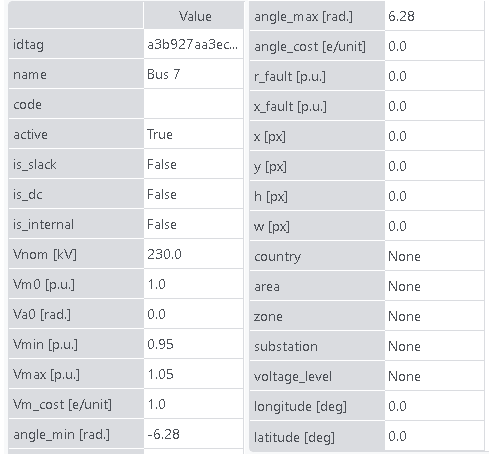 Value
idtag a3b927aa3ec...
name Bus 7
code
active True
is_slack False
is_dc False
is_internal False
Vnom [kV] 230.0
Vm0 [p.u.] 1.0
Va0 [rad.] 0.0
Vmin [p.u.] 0.95
Vmax [p.u.] 1.05
Vm_cost [e/unit] 1.0
angle_min [rad.] -6.28
angle_max [rad.] 6.28
angle_cost [e/unit] 0.0
r_fault [p.u.] 0.0
x_fault [p.u.] 0.0
x [px] 0.0
y [px] 0.0
h [px] 0.0
w [px] 0.0
country None
area None
zone None
substation None
voltage_level None
longitude [deg] 0.0
latitude [deg] 0.0